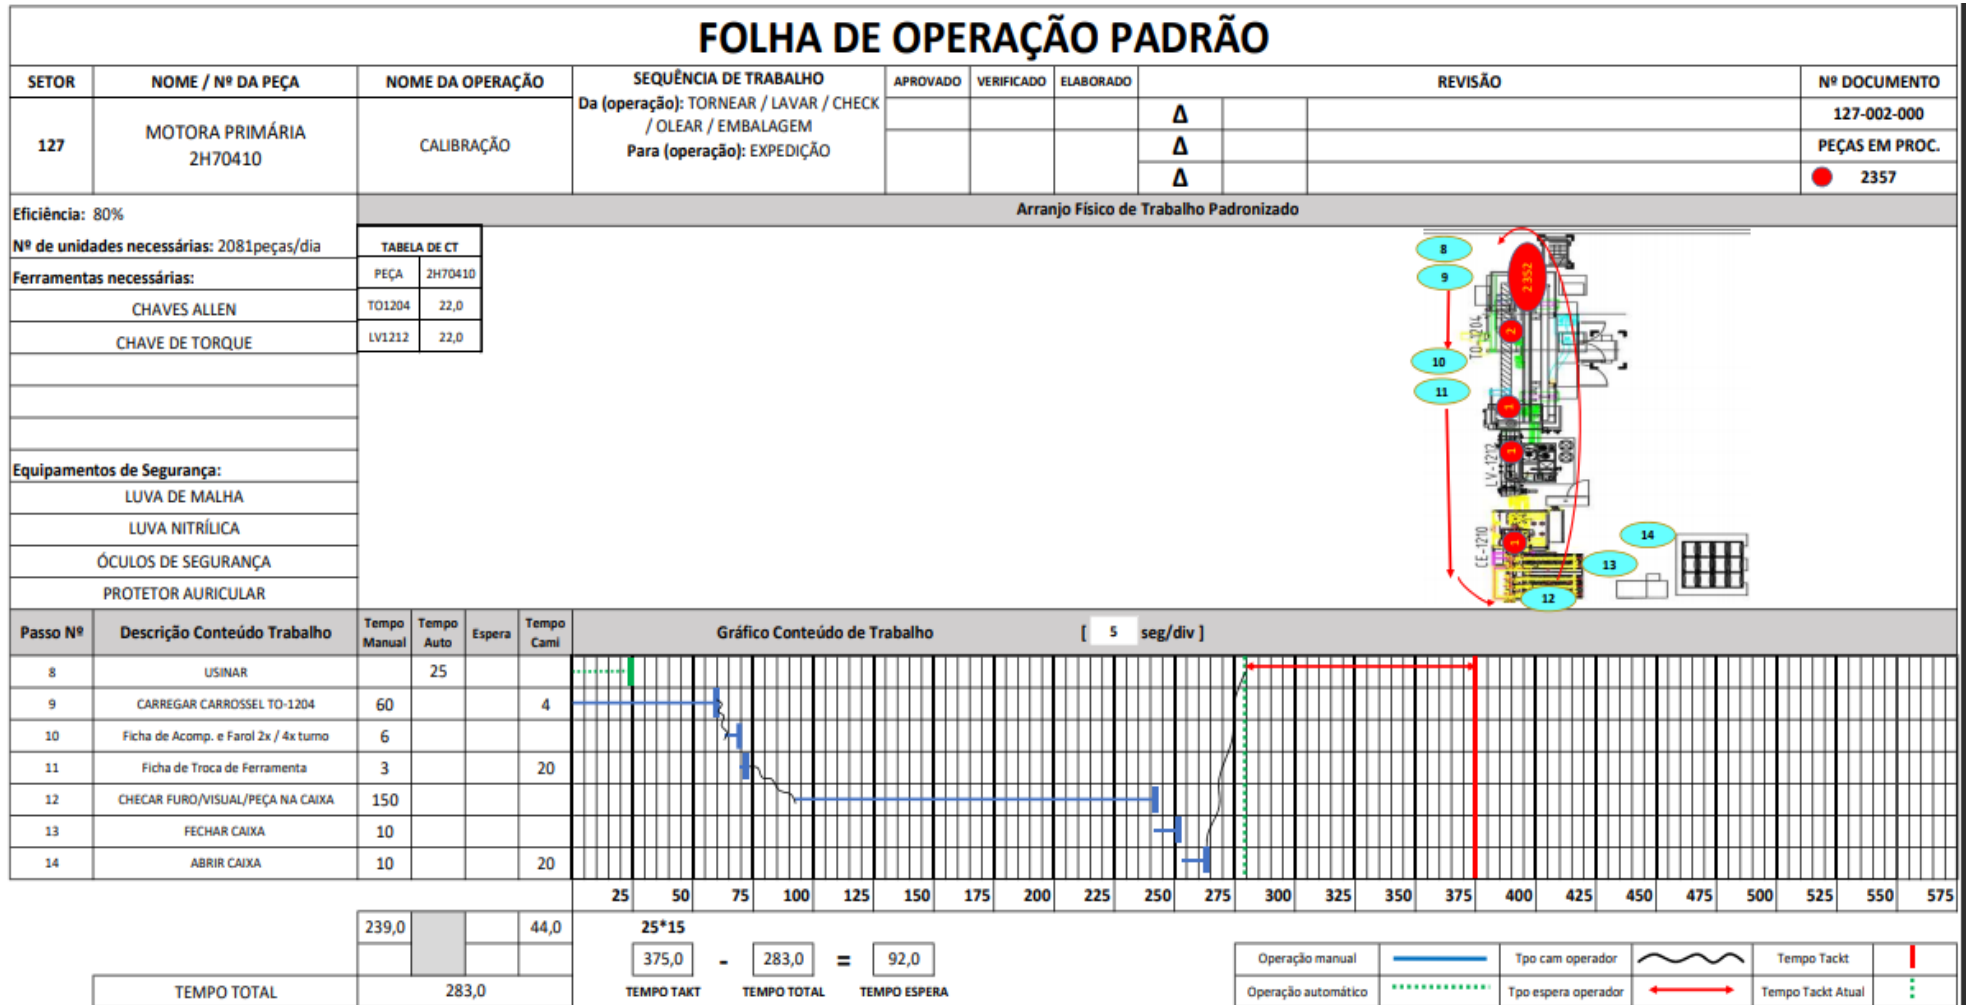 FOLHA DE OPERAÇÃO PADRÃO
SETOR
NOME / Nº DA PEÇA
NOME DA OPERAÇÃO
SEQUÊNCIA DE TRABALHO
APROVADO
VERIFICADO
ELABORADO
REVISÃO
Nº DOCUMENTO
127
MOTORA PRIMÁRIA
2H70410
CALIBRAÇÃO
Da (operação): TORNEAR / LAVAR / CHECK
/ OLEAR / EMBALAGEM
Para (operação): EXPEDIÇÃO
Δ
Δ
Δ
127-002-000
PEÇAS EM PROC.
2357
Eficiência: 80%
Nº de unidades necessárias: 2081peças/dia
Ferramentas necessárias:
CHAVES ALLEN
CHAVE DE TORQUE
Equipamentos de Segurança:
LUVA DE MALHA
LUVA NITRÍLICA
ÓCULOS DE SEGURANÇA
PROTETOR AURICULAR
Arranjo Físico de Trabalho Padronizado
TABELA DE CT
PEÇA 2H70410
TO1204 22,0
LV1212 22,0
8
9
10
11
12
13
14
2352
2
1
1
1
TO-1204
LV-1212
CE-1210
Passo Nº
Descrição Conteúdo Trabalho
Tempo Manual
Tempo Auto
Espera
Tempo Cami
Gráfico Conteúdo de Trabalho [ 5 seg/div ]
8 USINAR 25
9 CARREGAR CARROSSEL TO-1204 60 4
10 Ficha de Acomp. e Farol 2x / 4x turno 6
11 Ficha de Troca de Ferramenta 3 20
12 CHECAR FURO/VISUAL/PEÇA NA CAIXA 150
13 FECHAR CAIXA 10
14 ABRIR CAIXA 10 20
25 50 75 100 125 150 175 200 225 250 275 300 325 350 375 400 425 450 475 500 525 550 575
239,0 44,0
25*15
375,0 - 283,0 = 92,0
TEMPO TAKT TEMPO TOTAL TEMPO ESPERA
TEMPO TOTAL 283,0
Operação manual
Tpo cam operador
Tempo Tackt
Operação automático
Tpo espera operador
Tempo Tackt Atual